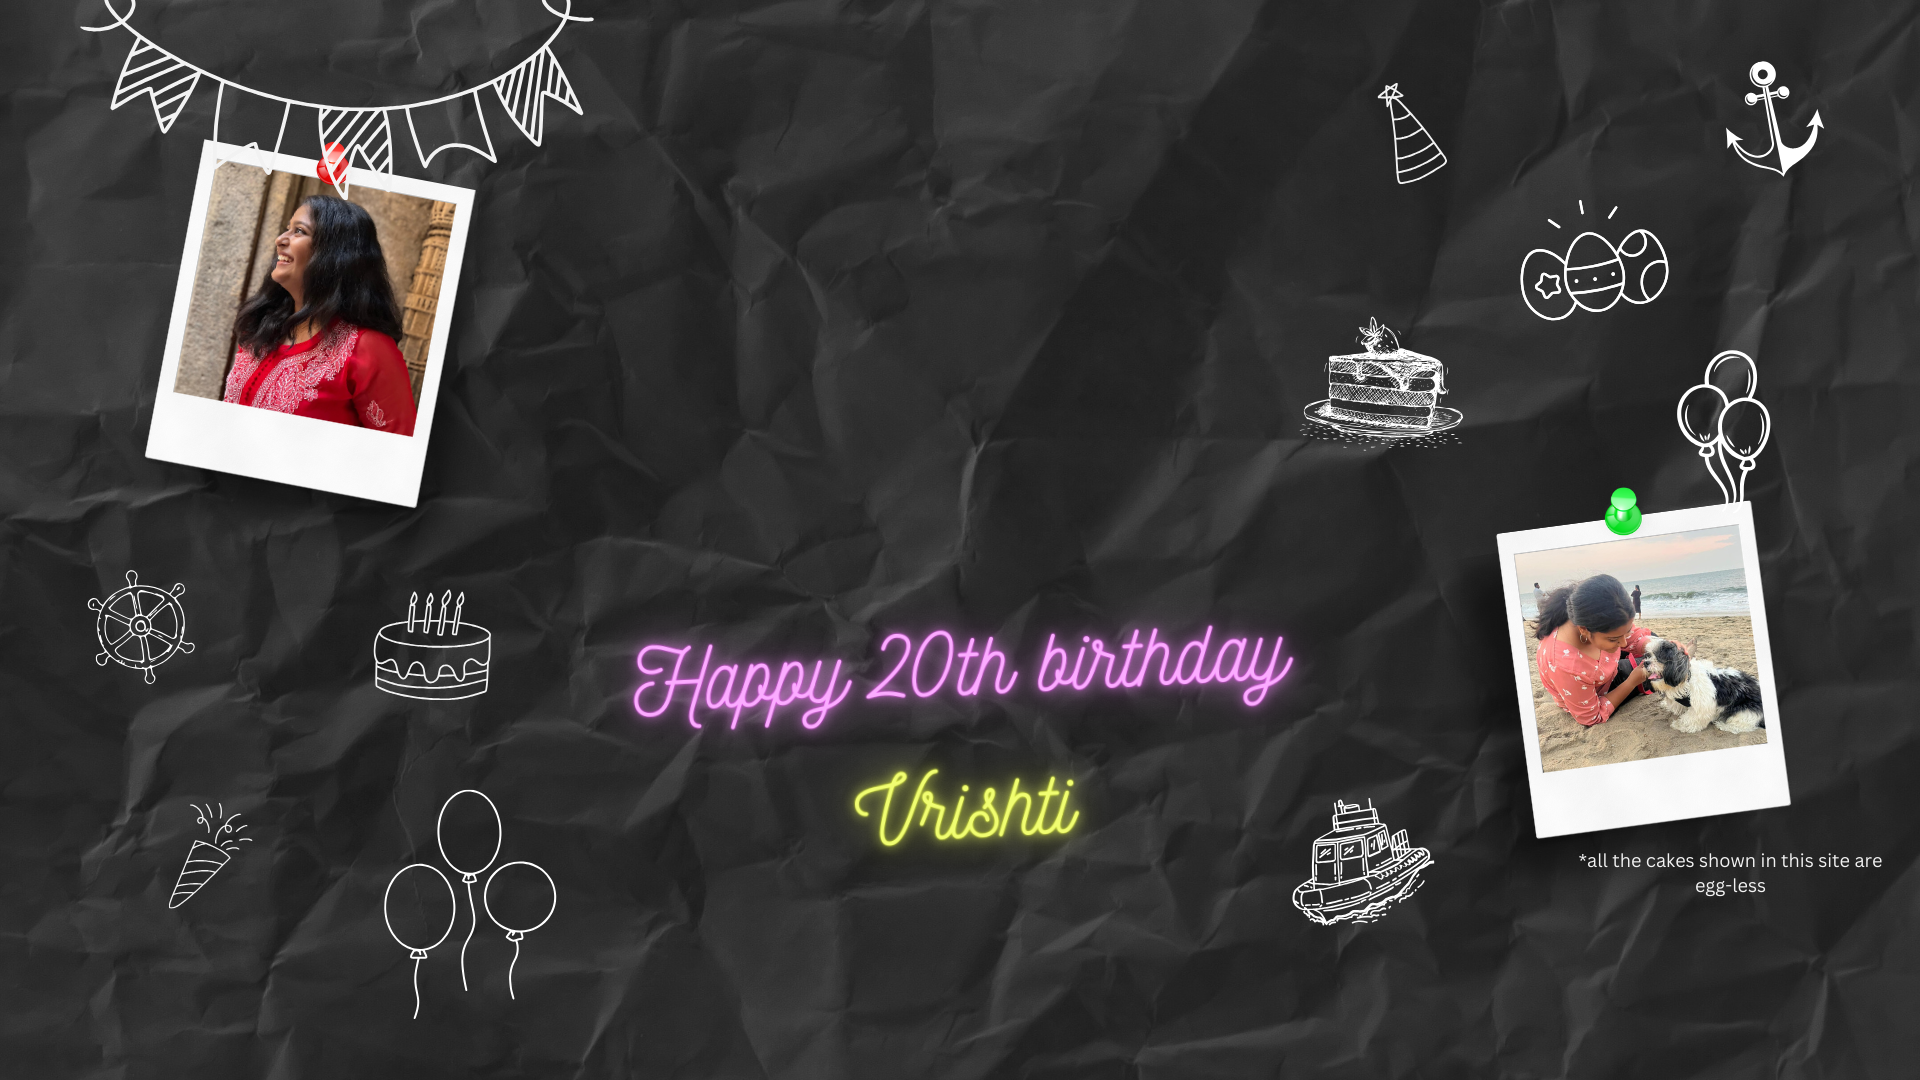 Happy 20th birthday
Vrishti
*all the cakes shown in this site are
egg-less